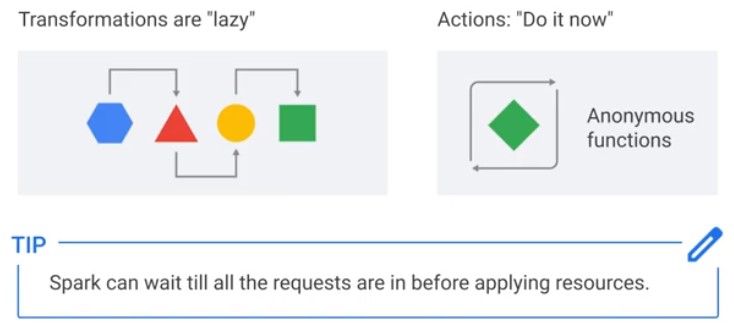 Transformations are "lazy"
Actions: "Do it now"
Anonymous
functions
TIP
Spark can wait till all the requests are in before applying resources.